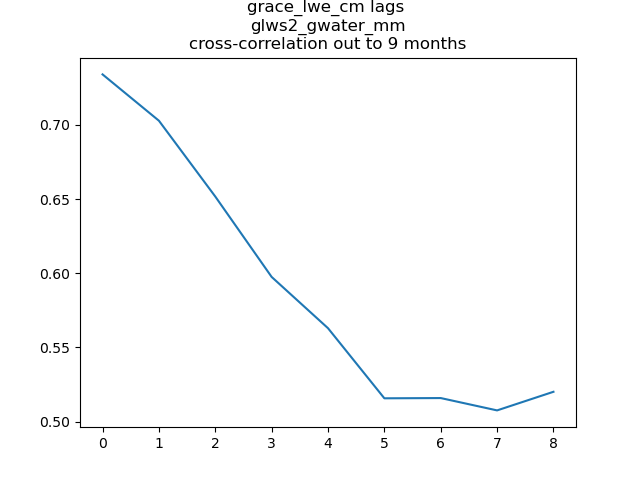 grace_lwe_cm lags
glws2_gwater_mm
cross-correlation out to 9 months
0.70
0.65
0.60
0.55
0.50
0 1 2 3 4 5 6 7 8